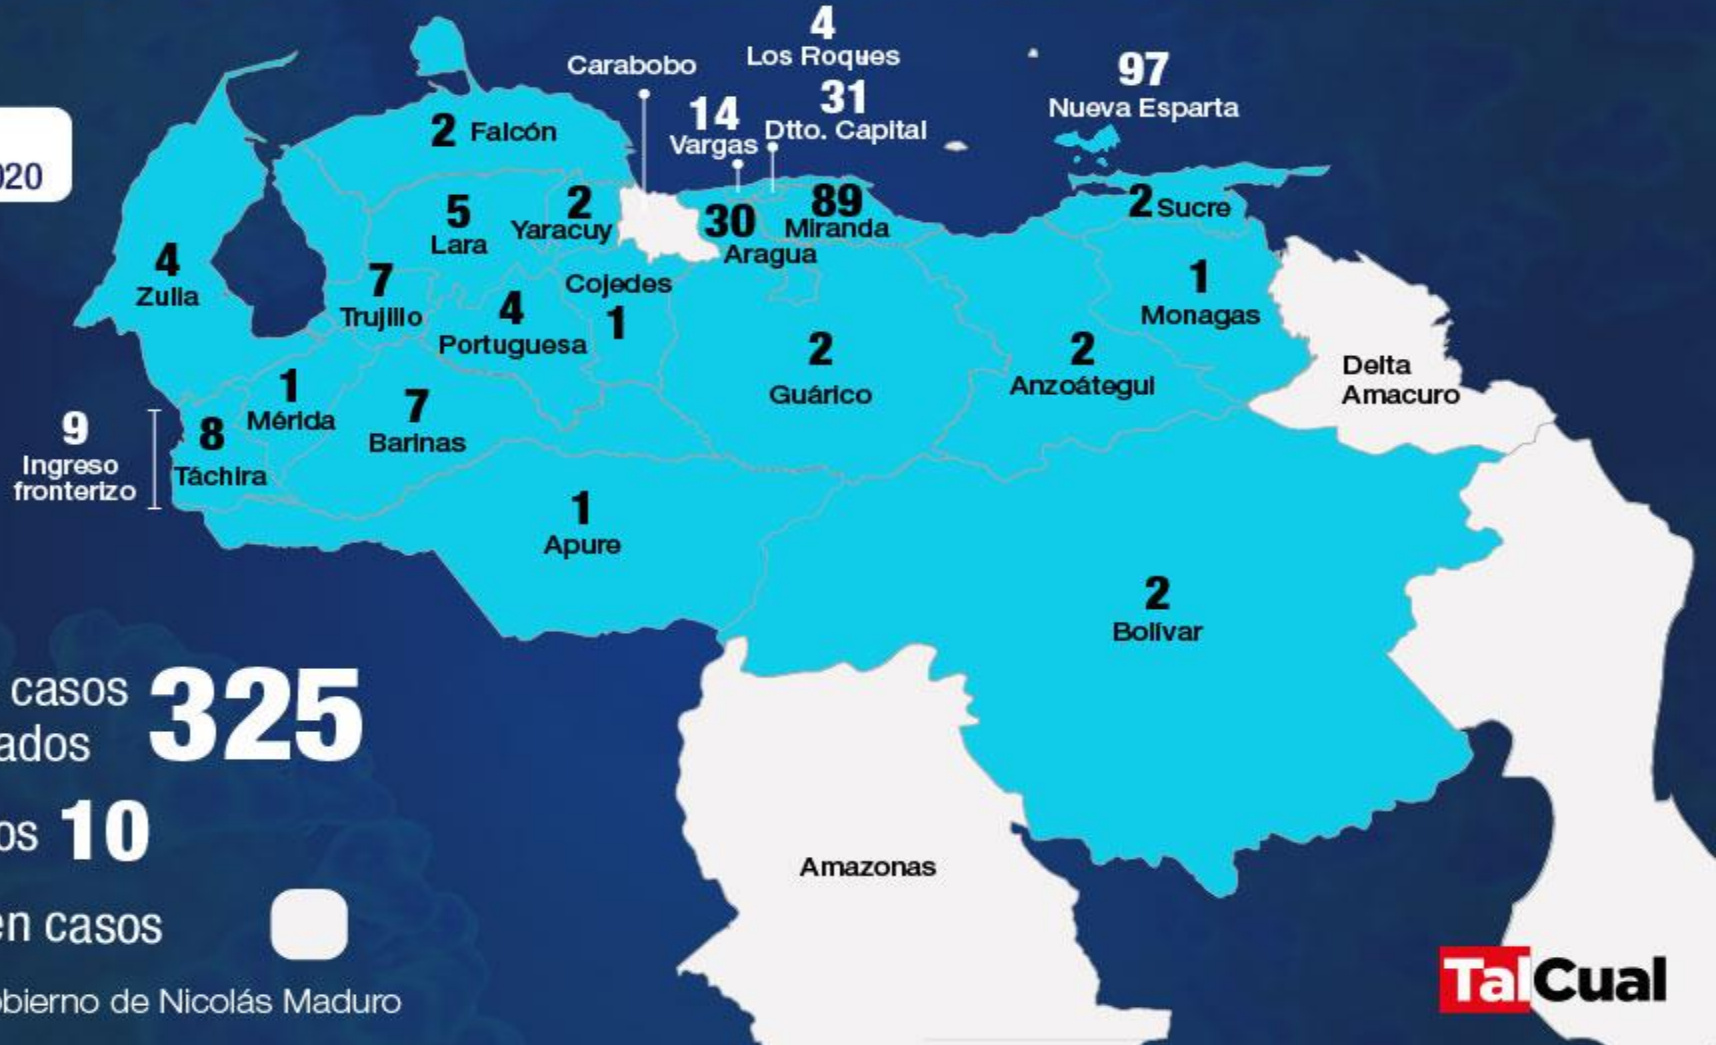 4
Los Roques
Carabobo
97
Nueva Esparta
14
Vargas
31
Dtto. Capital
020
2 Falcón
5
Lara
2
Yaracuy
30
Aragua
89
Miranda
2 Sucre
4
Zulia
7
Trujillo
4
Portuguesa
Cojedes
1
2
Guárico
2
Anzoátegui
1
Monagas
Delta
Amacuro
9
Ingreso
fronterizo
8
Táchira
1
Mérida
7
Barinas
1
Apure
2
Bolívar
Amazonas
casos
ados
325
os 10
en casos
obierno de Nicolás Maduro
TalCual